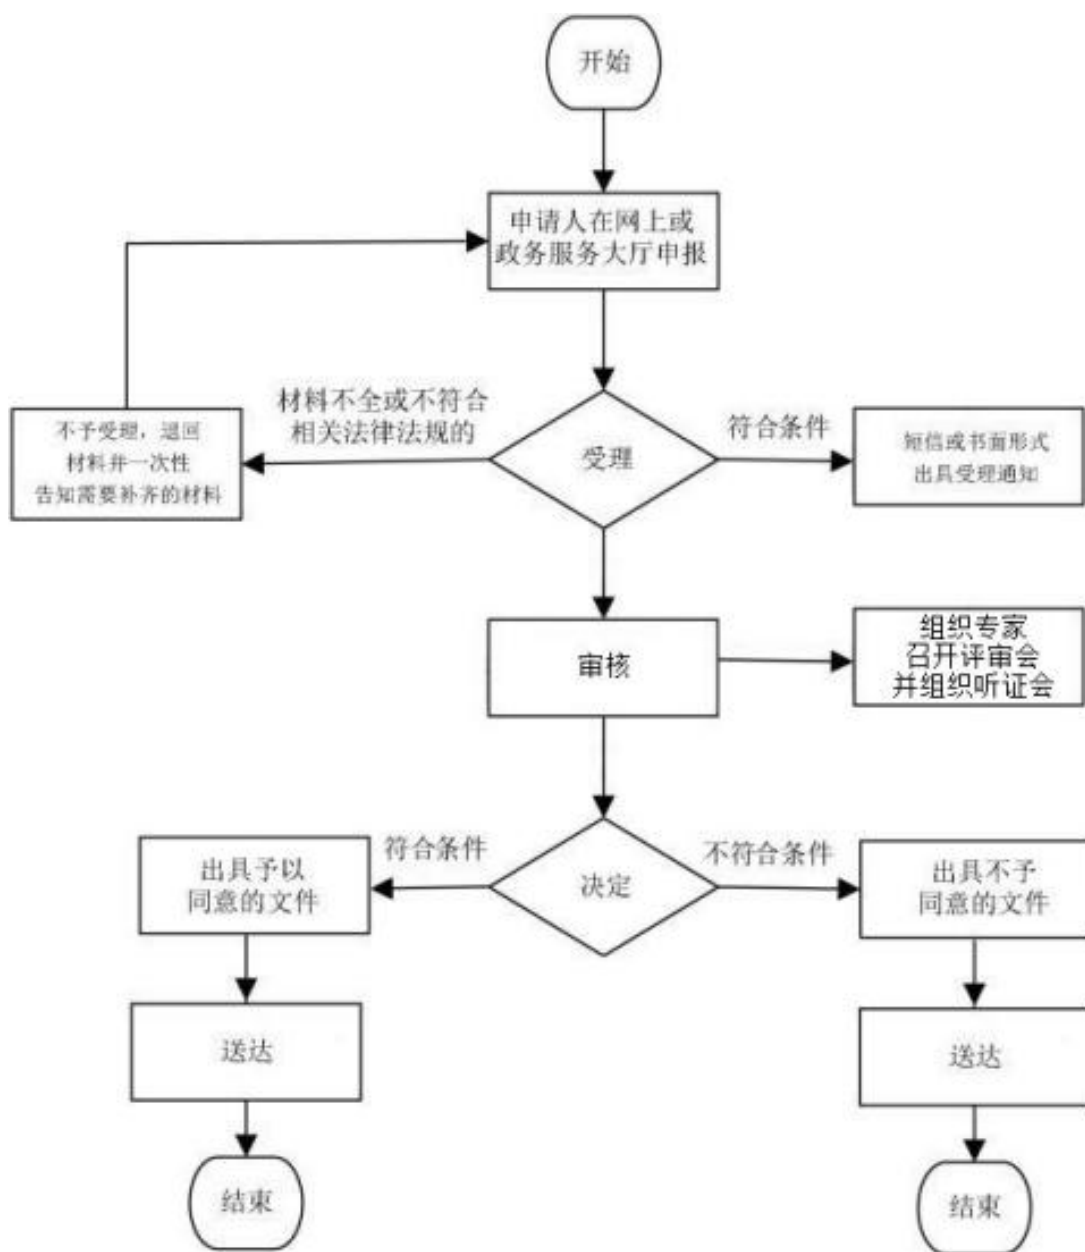 开始
申请人在网上或
政务服务大厅申报
材料不全或不符合
相关法律法规的
符合条件
不予受理，退回
材料并一次性
告知需要补齐的材料
受理
短信或书面形式
出具受理通知
审核
组织专家
召开评审会
并组织听证会
符合条件
不符合条件
出具予以
同意的文件
决定
出具不予
同意的文件
送达
送达
结束
结束